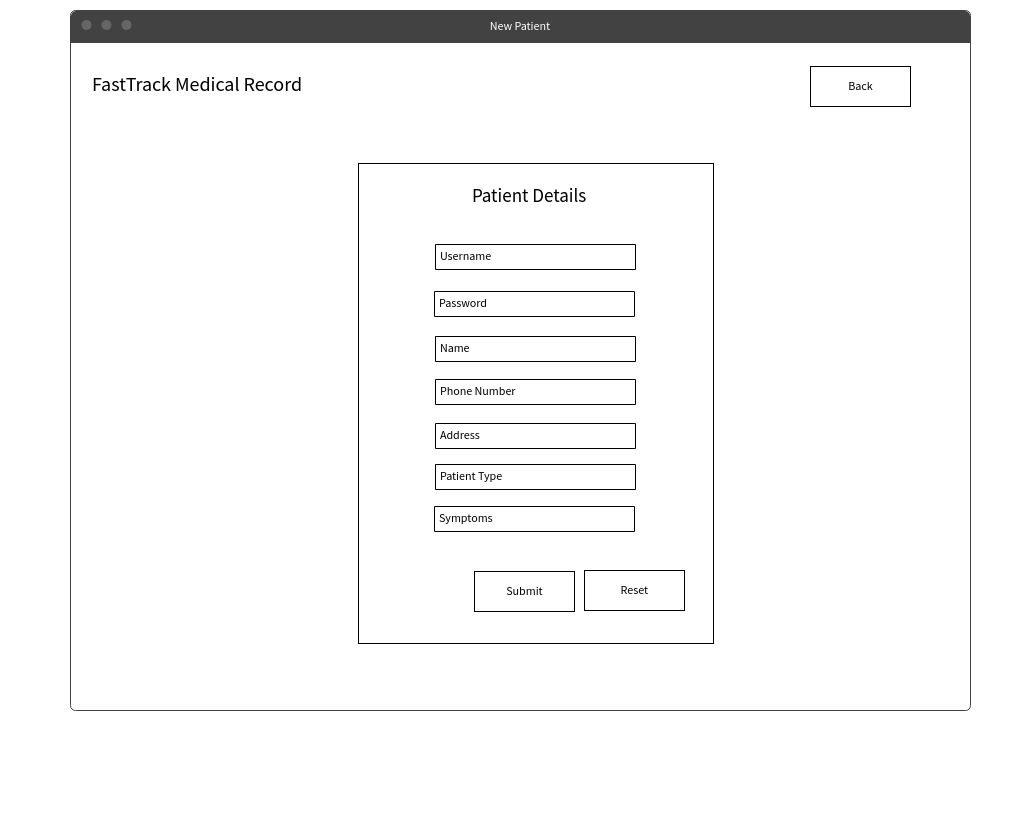 New Patient
FastTrack Medical Record
Back
Patient Details
Username
Password
Name
Phone Number
Address
Patient Type
Symptoms
Submit
Reset